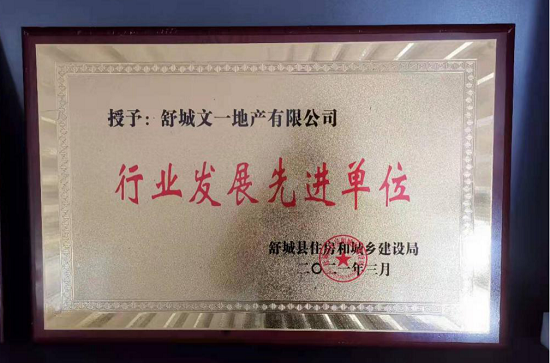 授予：舒城文一地产有限公司
行业发展先进单位
舒城县住房和城乡建设局
二〇二一年三月